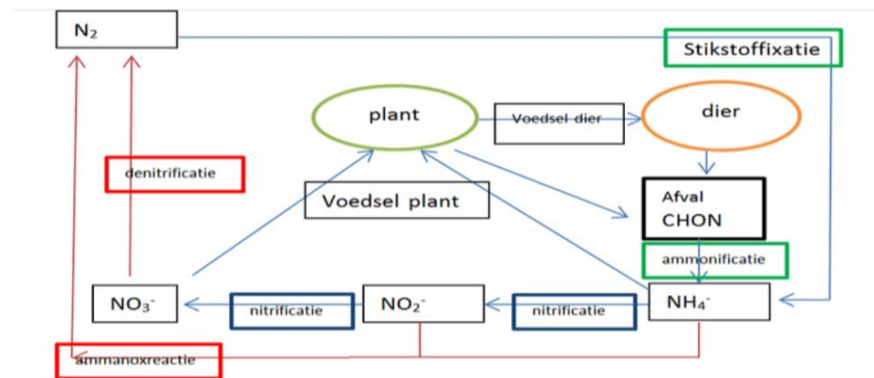 N₂
Stikstoffixatie
plant
Voedsel dier
dier
denitrificatie
Voedsel plant
Afval
CHON
ammonificatie
NO₃⁻
nitrificatie
NO₂⁻
nitrificatie
NH₄⁻
ammanoxreactie